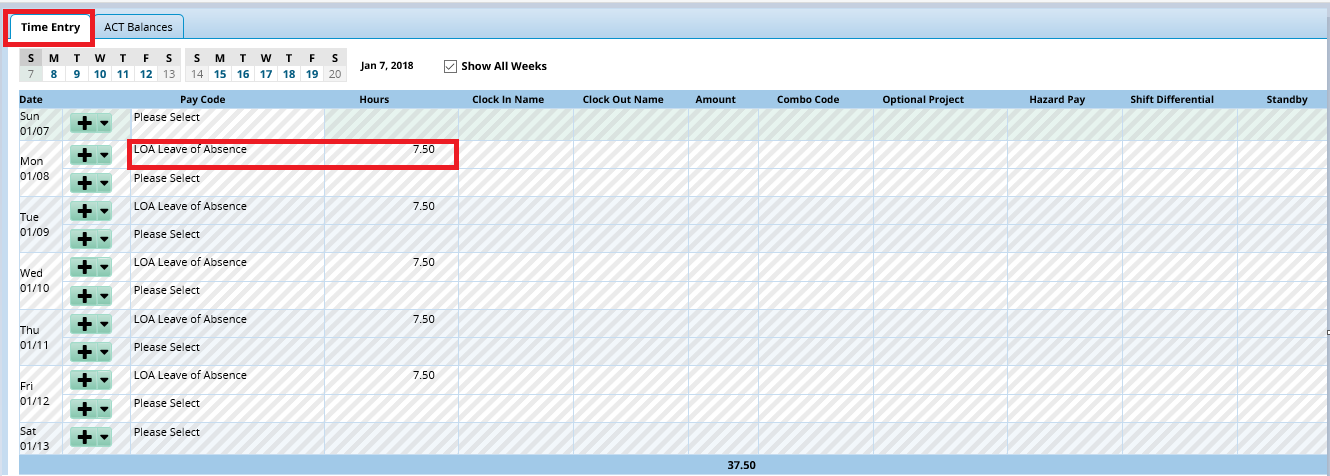 Time Entry ACT Balances
S M T W T F S S M T W T F S
7 8 9 10 11 12 13 14 15 16 17 18 19 20
Jan 7, 2018 Show All Weeks
Date Pay Code Hours Clock In Name Clock Out Name Amount Combo Code Optional Project Hazard Pay Shift Differential Standby
Sun
01/07
Please Select
Mon
01/08
LOA Leave of Absence 7.50
Please Select
Tue
01/09
LOA Leave of Absence 7.50
Please Select
Wed
01/10
LOA Leave of Absence 7.50
Please Select
Thu
01/11
LOA Leave of Absence 7.50
Please Select
Fri
01/12
LOA Leave of Absence 7.50
Please Select
Sat
01/13
Please Select
37.50